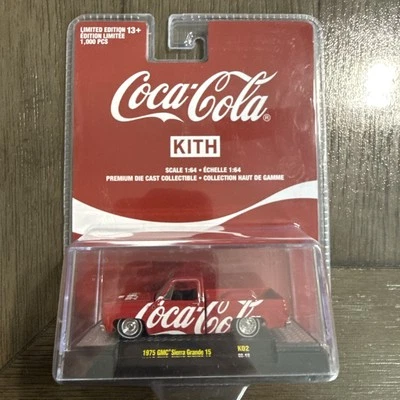 LIMITED EDITION 13+
ÉDITION LIMITÉE
1,000 PCS
Coca-Cola ®
KITH
SCALE 1:64 • ÉCHELLE 1:64
PREMIUM DIE CAST COLLECTIBLE • COLLECTION HAUT DE GAMME
Coca-Cola
1975 GMC Sierra Grande 15
K02